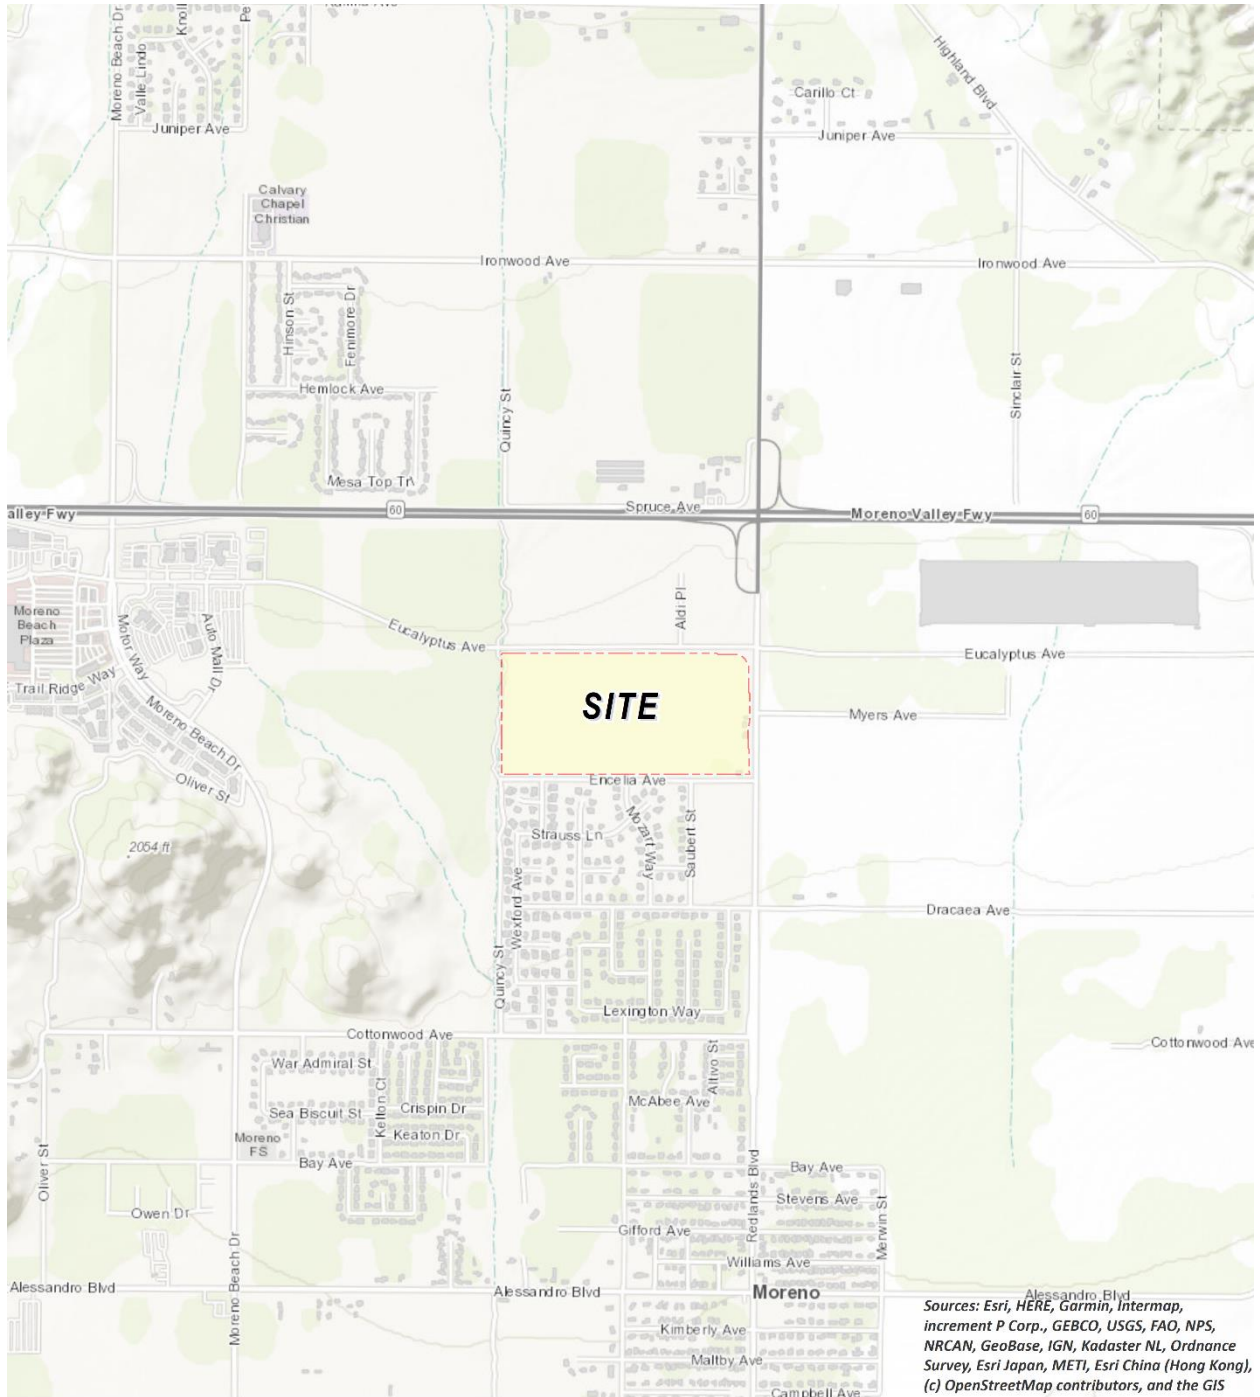 Moreno Beach Dr
Valle Lindo
Juniper Ave
Carillo Ct
Highland Blvd
Juniper Ave
Calvary
Chapel
Christian
Ironwood Ave
Ironwood Ave
Hinson St
Fenimore Dr
Hemlock Ave
Quincy St
Sinclair St
Mesa Top Tr
Spruce Ave
alley Fwy
60
Moreno Valley Fwy
60
Moreno
Beach
Plaza
Motor Way
Auto Mall Dr
Aldi Pl
Eucalyptus Ave
Eucalyptus Ave
Trail Ridge Way
Moreno Beach Dr
SITE
Myers Ave
Oliver St
Encelia Ave
2054 ft
Strauss Ln
Mozart Way
Saubert St
Wexford Ave
Dracaea Ave
Quincy St
Lexington Way
Cottonwood Ave
Cottonwood Ave
War Admiral St
Altivo St
Kelton Ct
McAbee Ave
Sea Biscuit St
Crispin Dr
Moreno
FS
Keaton Dr
Oliver St
Bay Ave
Redlands Blvd
Bay Ave
Stevens Ave
Merwin St
Owen Dr
Gifford Ave
Williams Ave
Moreno Beach Dr
Alessandro Blvd
Alessandro Blvd
Moreno
Alessandro Blvd
Kimberly Ave
Maltby Ave
Campbell Ave
Sources: Esri, HERE, Garmin, Intermap,
increment P Corp., GEBCO, USGS, FAO, NPS,
NRCAN, GeoBase, IGN, Kadaster NL, Ordnance
Survey, Esri Japan, METI, Esri China (Hong Kong),
(c) OpenStreetMap contributors, and the GIS